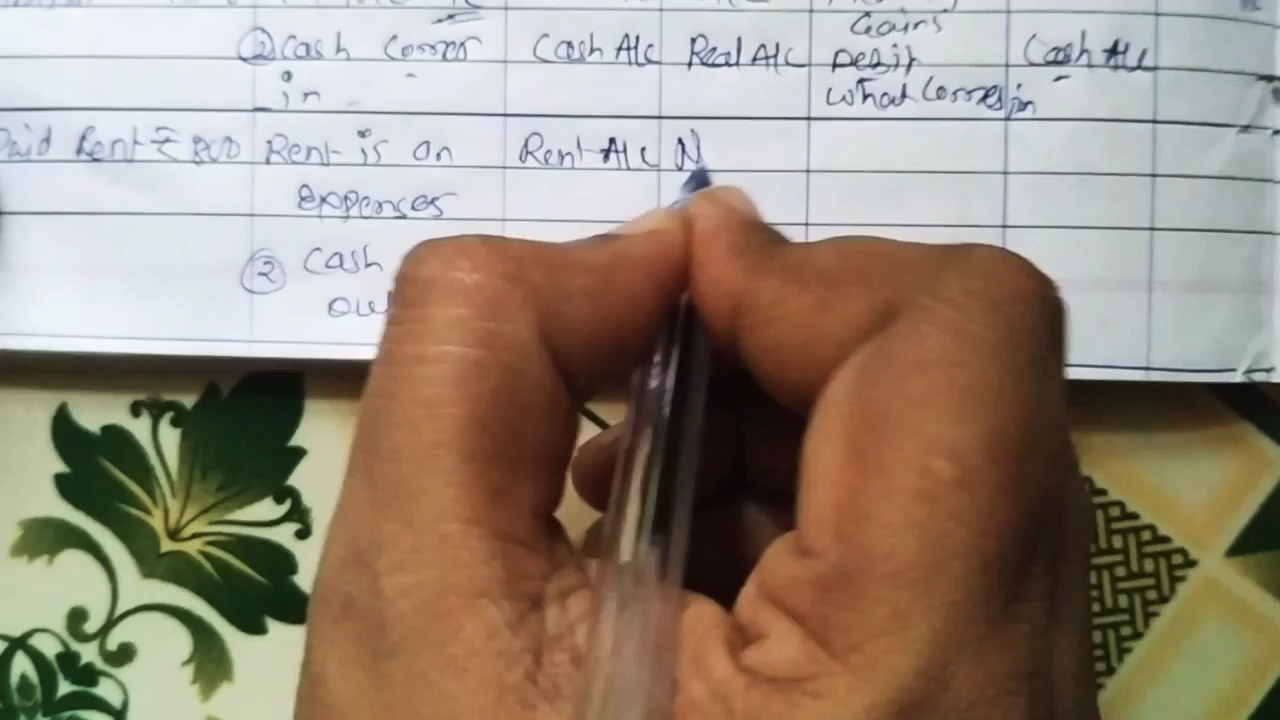 Gains
② Cash Comes Cash A/c Real A/c Debit Cash A/c
in What Comes in
Paid Rent ₹ 800 Rent is an Rent A/c N
expenses
② Cash
ou